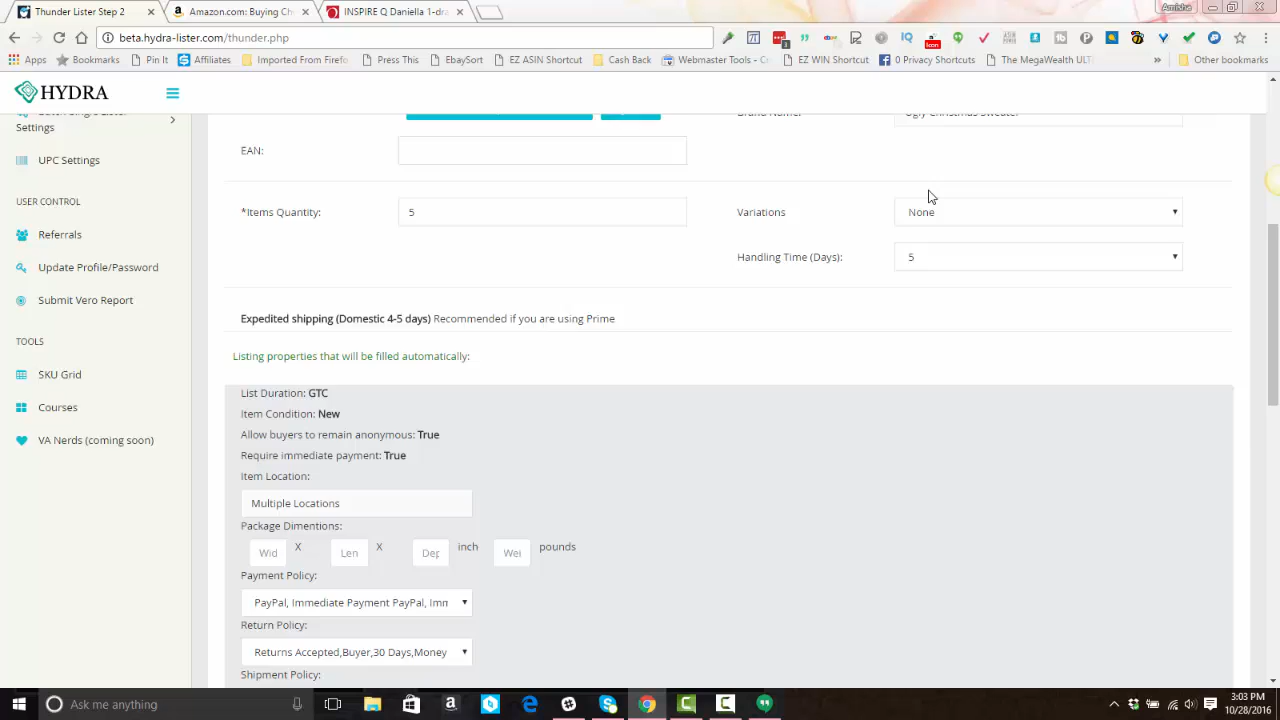 Thunder Lister Step 2
Amazon.com: Buying Ch
INSPIRE Q Daniella 1-dra
Amisha
beta.hydra-lister.com/thunder.php
Apps
Bookmarks
Pin It
Affiliates
Imported From Firefo
Press This
EbaySoft
EZ ASIN Shortcut
Cash Back
Webmaster Tools - C
EZ WIN Shortcut
0 Privacy Shortcuts
The MegaWealth ULTI
Other bookmarks
HYDRA
Settings
UPC Settings
USER CONTROL
Referrals
Update Profile/Password
Submit Vero Report
TOOLS
SKU Grid
Courses
VA Nerds (coming soon)
EAN:
*Items Quantity:
5
Variations
None
Handling Time (Days):
5
Expedited shipping (Domestic 4-5 days) Recommended if you are using Prime
Listing properties that will be filled automatically:
List Duration: GTC
Item Condition: New
Allow buyers to remain anonymous: True
Require immediate payment: True
Item Location:
Multiple Locations
Package Dimentions:
Wid X Len X Dep inch Wei pounds
Payment Policy:
PayPal, Immediate Payment PayPal, Imm
Return Policy:
Returns Accepted,Buyer,30 Days,Money
Shipment Policy:
Ask me anything
3:03 PM
10/28/2016